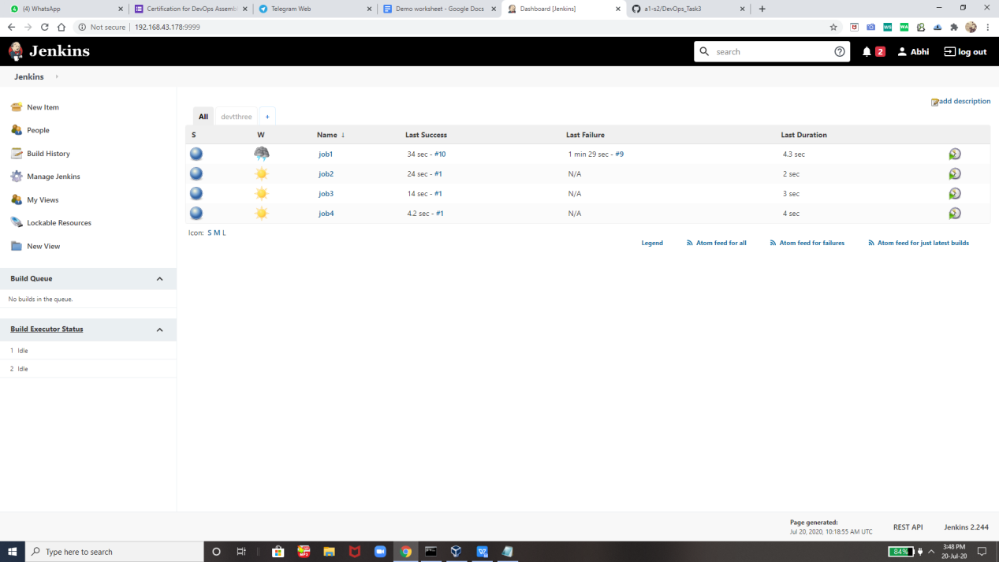 (4) WhatsApp
Certification for DevOps Assembl
Telegram Web
Demo worksheet - Google Docs
Dashboard [Jenkins]
a1-s2/DevOps_Task3
Not secure 192.168.43.178:9999
Jenkins
search
2
Abhi
log out
Jenkins
New Item
People
Build History
Manage Jenkins
My Views
Lockable Resources
New View
Build Queue
No builds in the queue.
Build Executor Status
1 Idle
2 Idle
add description
All devtthree +
S W Name ↓ Last Success Last Failure Last Duration
job1 34 sec - #10 1 min 29 sec - #9 4.3 sec
job2 24 sec - #1 N/A 2 sec
job3 14 sec - #1 N/A 3 sec
job4 4.2 sec - #1 N/A 4 sec
Icon: S M L
Legend Atom feed for all Atom feed for failures Atom feed for just latest builds
Page generated:
Jul 20, 2020, 10:18:55 AM UTC
REST API
Jenkins 2.244
Type here to search
84%
3:48 PM
20-Jul-20